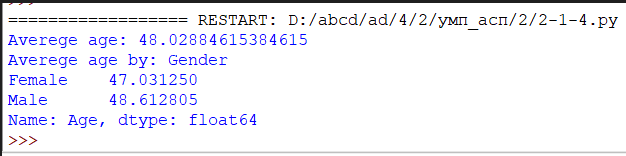 ================== RESTART: D:/abcd/ad/4/2/умп_асп/2/2-1-4.py
Averege age: 48.02884615384615
Averege age by: Gender
Female    47.031250
Male      48.612805
Name: Age, dtype: float64
>>>